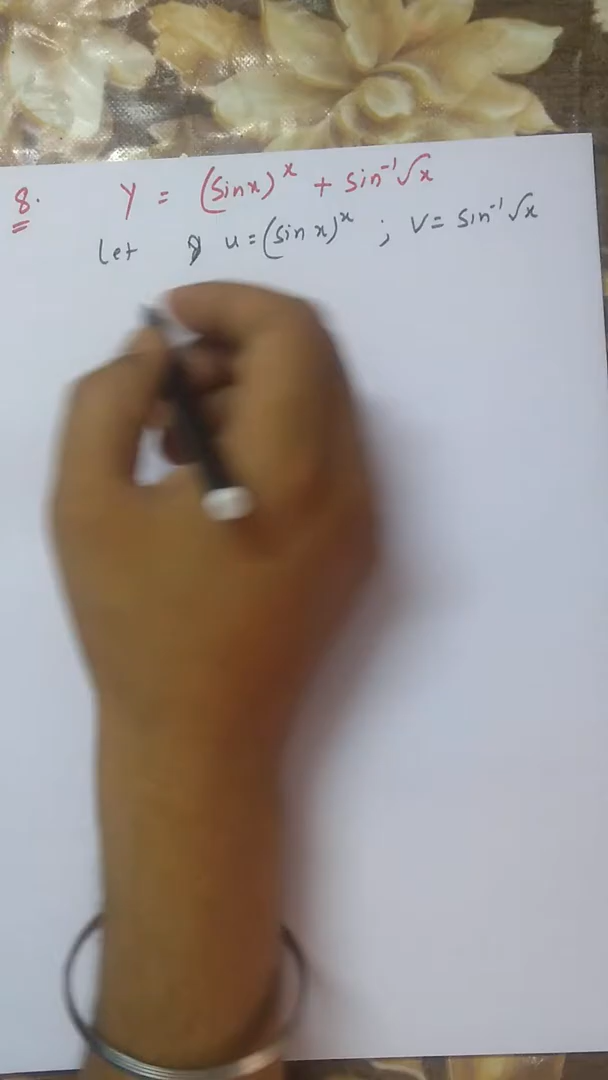 8. y = (sinx)^x + sin⁻¹√x
Let u = (sin x)^x ; v = sin⁻¹√x